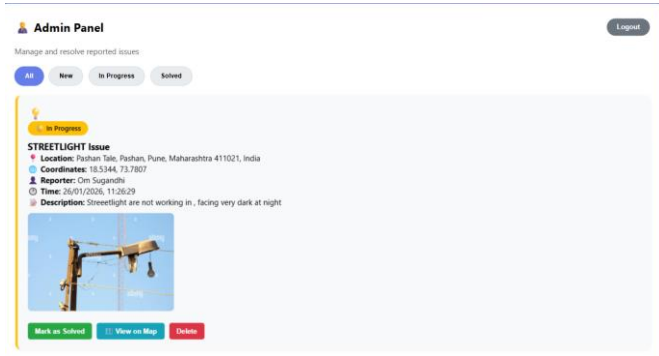 Admin Panel
Logout
Manage and resolve reported issues
All
New
In Progress
Solved
In Progress
STREETLIGHT Issue
Location: Pashan Tale, Pashan, Pune, Maharashtra 411021, India
Coordinates: 18.5344, 73.7807
Reporter: Om Sugandhi
Time: 26/01/2026, 11:26:29
Description: Streeetlight are not working in , facing very dark at night
Mark as Solved
View on Map
Delete